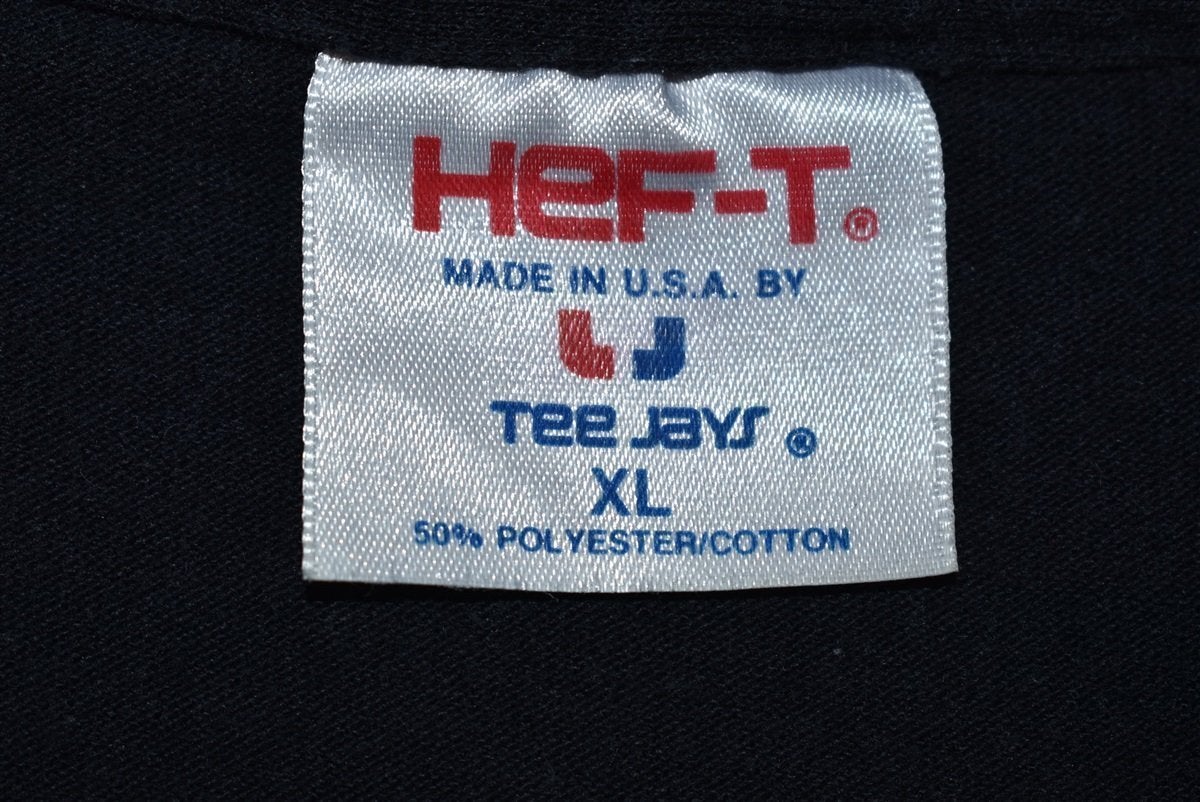 HeF-T®
MADE IN U.S.A. BY
Tee Jays ®
XL
50% POLYESTER/COTTON